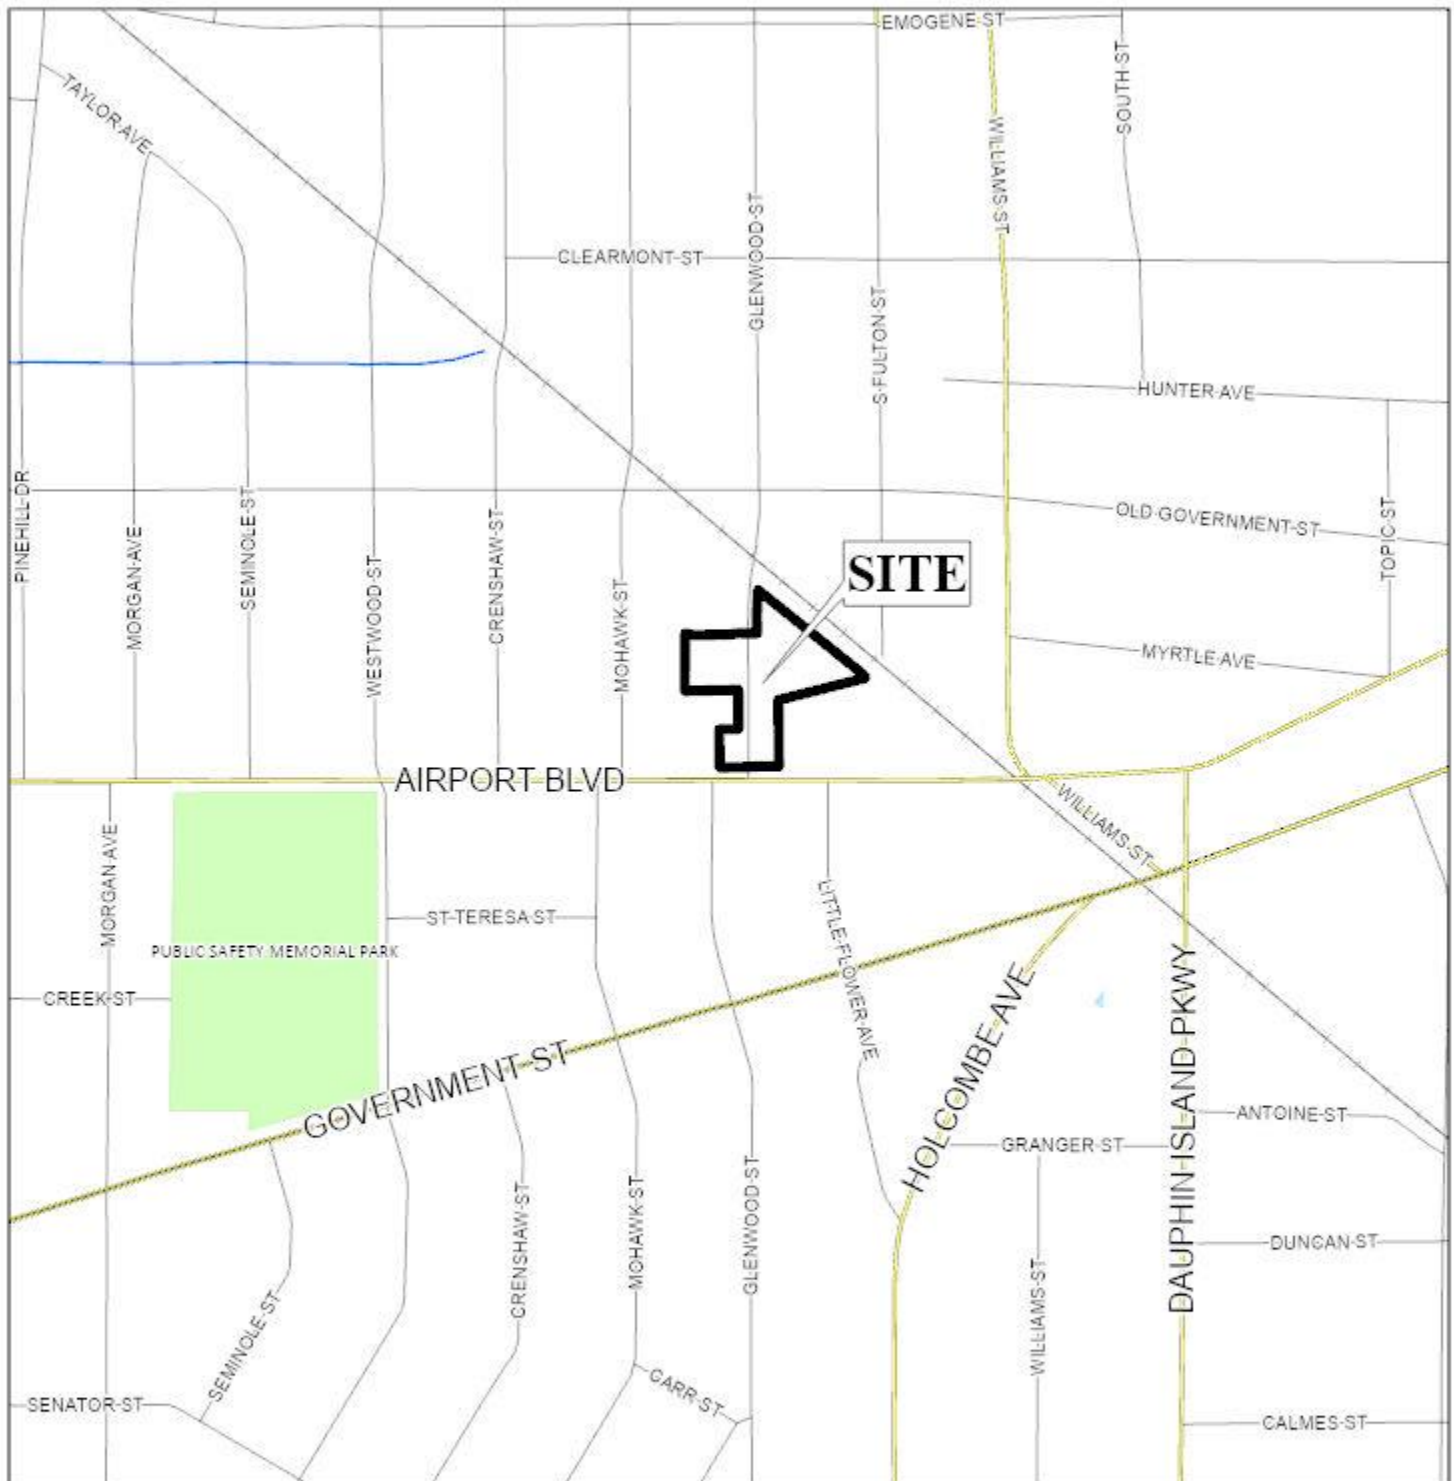 EMOGENE ST
TAYLOR AVE
SOUTH ST
WILLIAMS ST
GLENWOOD ST
CLEARMONT ST
S FULTON ST
HUNTER AVE
PINEHILL DR
MORGAN AVE
SEMINOLE ST
WESTWOOD ST
CRENSHAW ST
MOHAWK ST
OLD GOVERNMENT ST
TOPIC ST
SITE
MYRTLE AVE
AIRPORT BLVD
WILLIAMS ST
MORGAN AVE
ST TERESA ST
LITTLE FLOWER AVE
PUBLIC SAFETY MEMORIAL PARK
CREEK ST
HOLCOMBE AVE
DAUPHIN ISLAND PKWY
GOVERNMENT ST
ANTOINE ST
GRANGER ST
CRENSHAW ST
MOHAWK ST
GLENWOOD ST
DUNCAN ST
WILLIAMS ST
SEMINOLE ST
SENATOR ST
CARR ST
CALMES ST